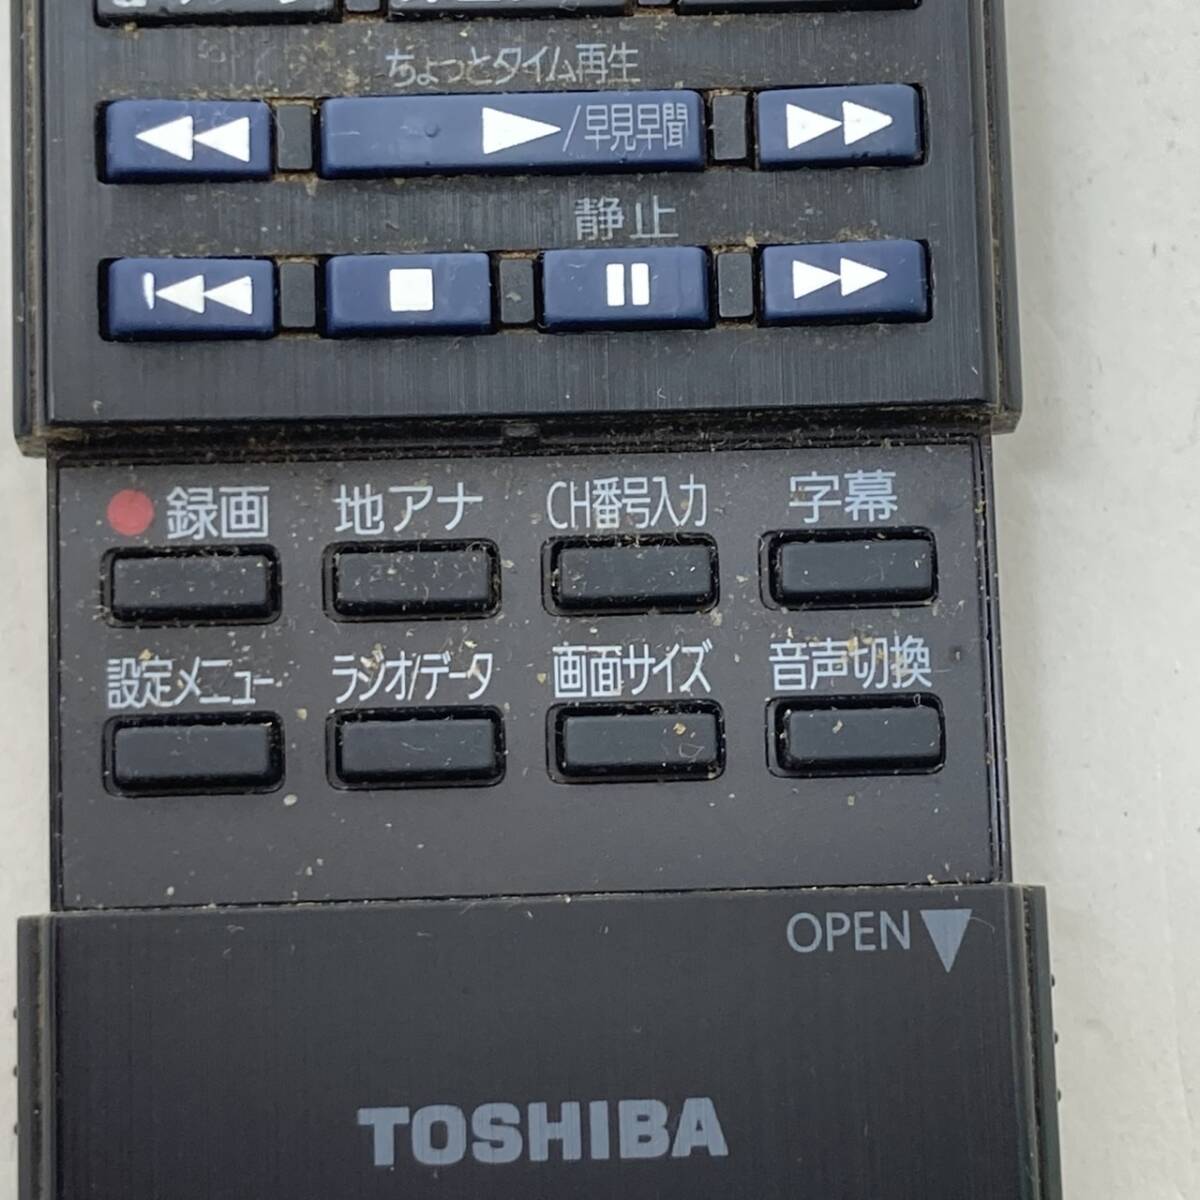 ちょっとタイム再生
/早見早聞
静止
録画 地アナ CH番号入力 字幕
設定メニュー ラジオ/データ 画面サイズ 音声切換
OPEN
TOSHIBA